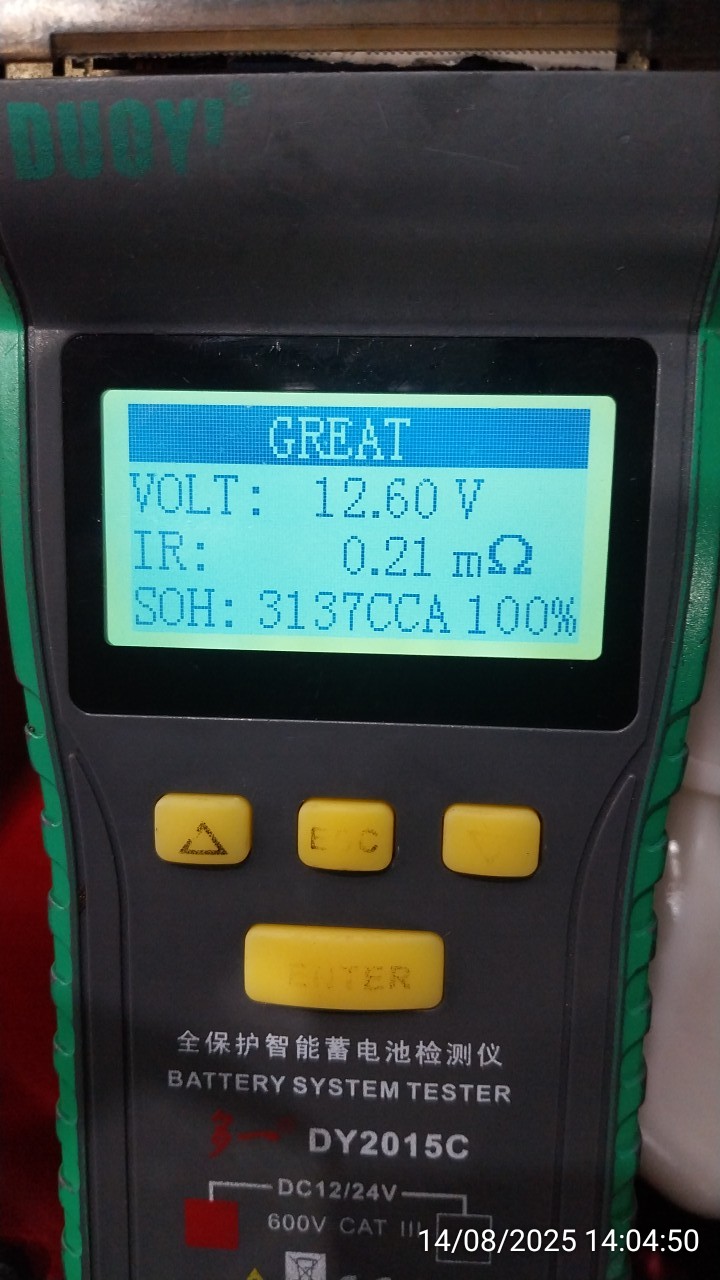 DUOYI®
GREAT
VOLT: 12.60 V
IR: 0.21 mΩ
SOH: 3137CCA 100%
ESC
ENTER
全保护智能蓄电池检测仪
BATTERY SYSTEM TESTER
多一 DY2015C
DC12/24V
600V CAT III
14/08/2025 14:04:50